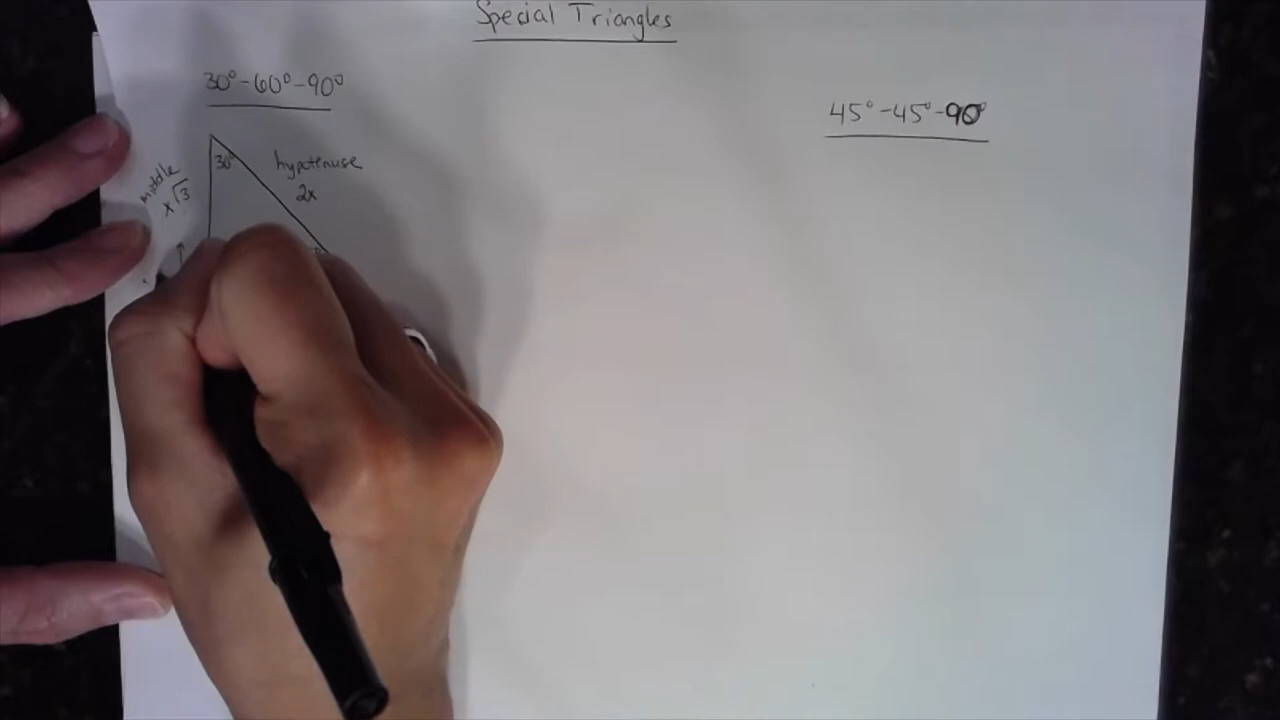 Special Triangles
30°-60°-90°
45°-45°-90°
30°
hypotenuse
2x
middle
x√3